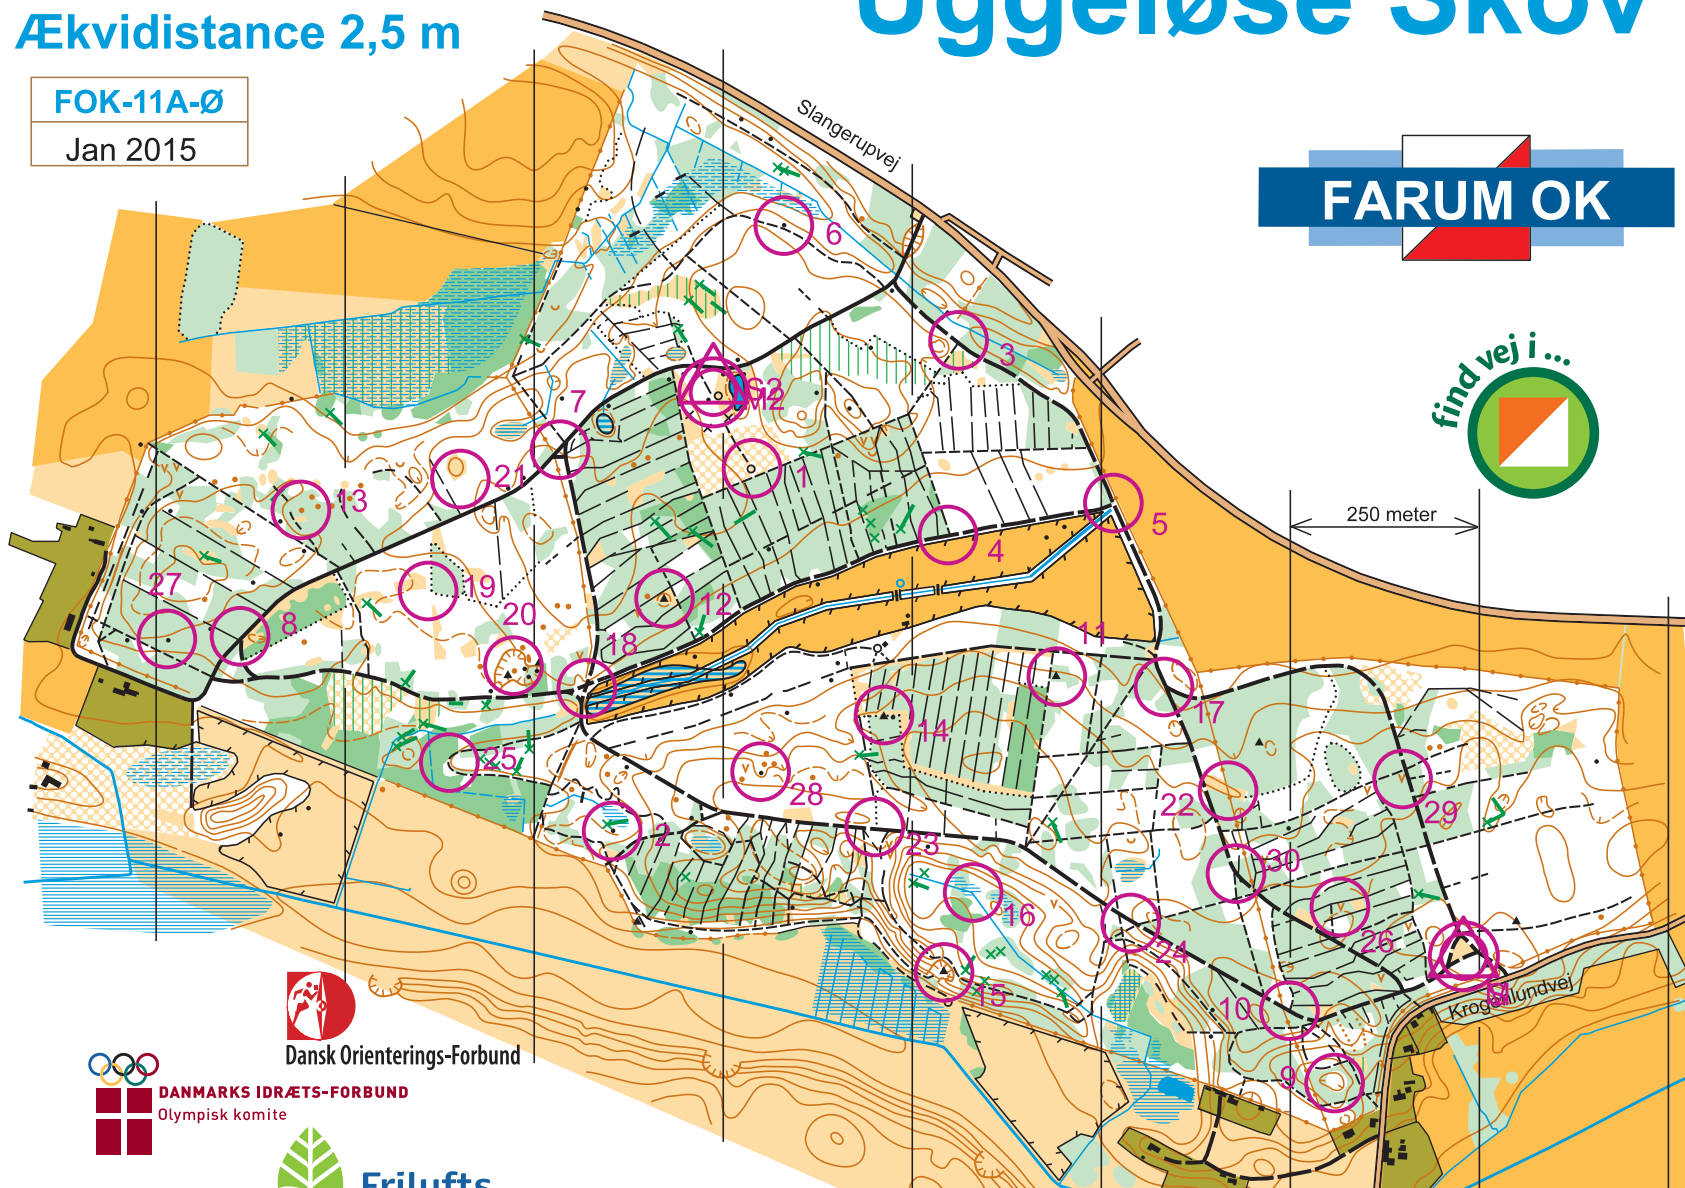 Ækvidistance 2,5 m
Uggeløse Skov
FOK-11A-Ø
Jan 2015
Slangerupvej
FARUM OK
find vej i ...
250 meter
6
3
7
S2
M2
1
21
13
5
4
27
8
19
20
12
18
11
17
14
25
28
22
29
2
23
30
16
24
26
15
10
M
Krogenlundvej
9
Dansk Orienterings-Forbund
DANMARKS IDRÆTS-FORBUND
Olympisk komite
Frilufts